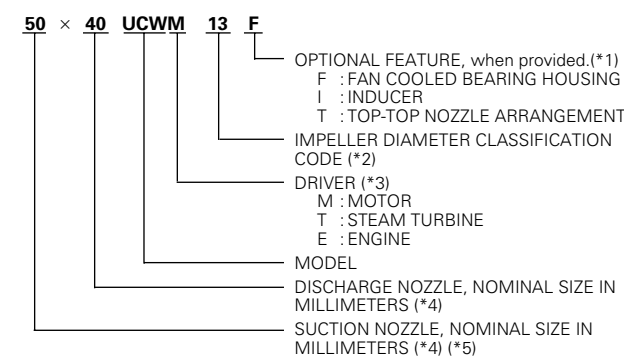 50 × 40 UCWM 13 F
OPTIONAL FEATURE, when provided.(*1)
F : FAN COOLED BEARING HOUSING
I : INDUCER
T : TOP-TOP NOZZLE ARRANGEMENT
IMPELLER DIAMETER CLASSIFICATION
CODE (*2)
DRIVER (*3)
M : MOTOR
T : STEAM TURBINE
E : ENGINE
MODEL
DISCHARGE NOZZLE, NOMINAL SIZE IN
MILLIMETERS (*4)
SUCTION NOZZLE, NOMINAL SIZE IN
MILLIMETERS (*4) (*5)